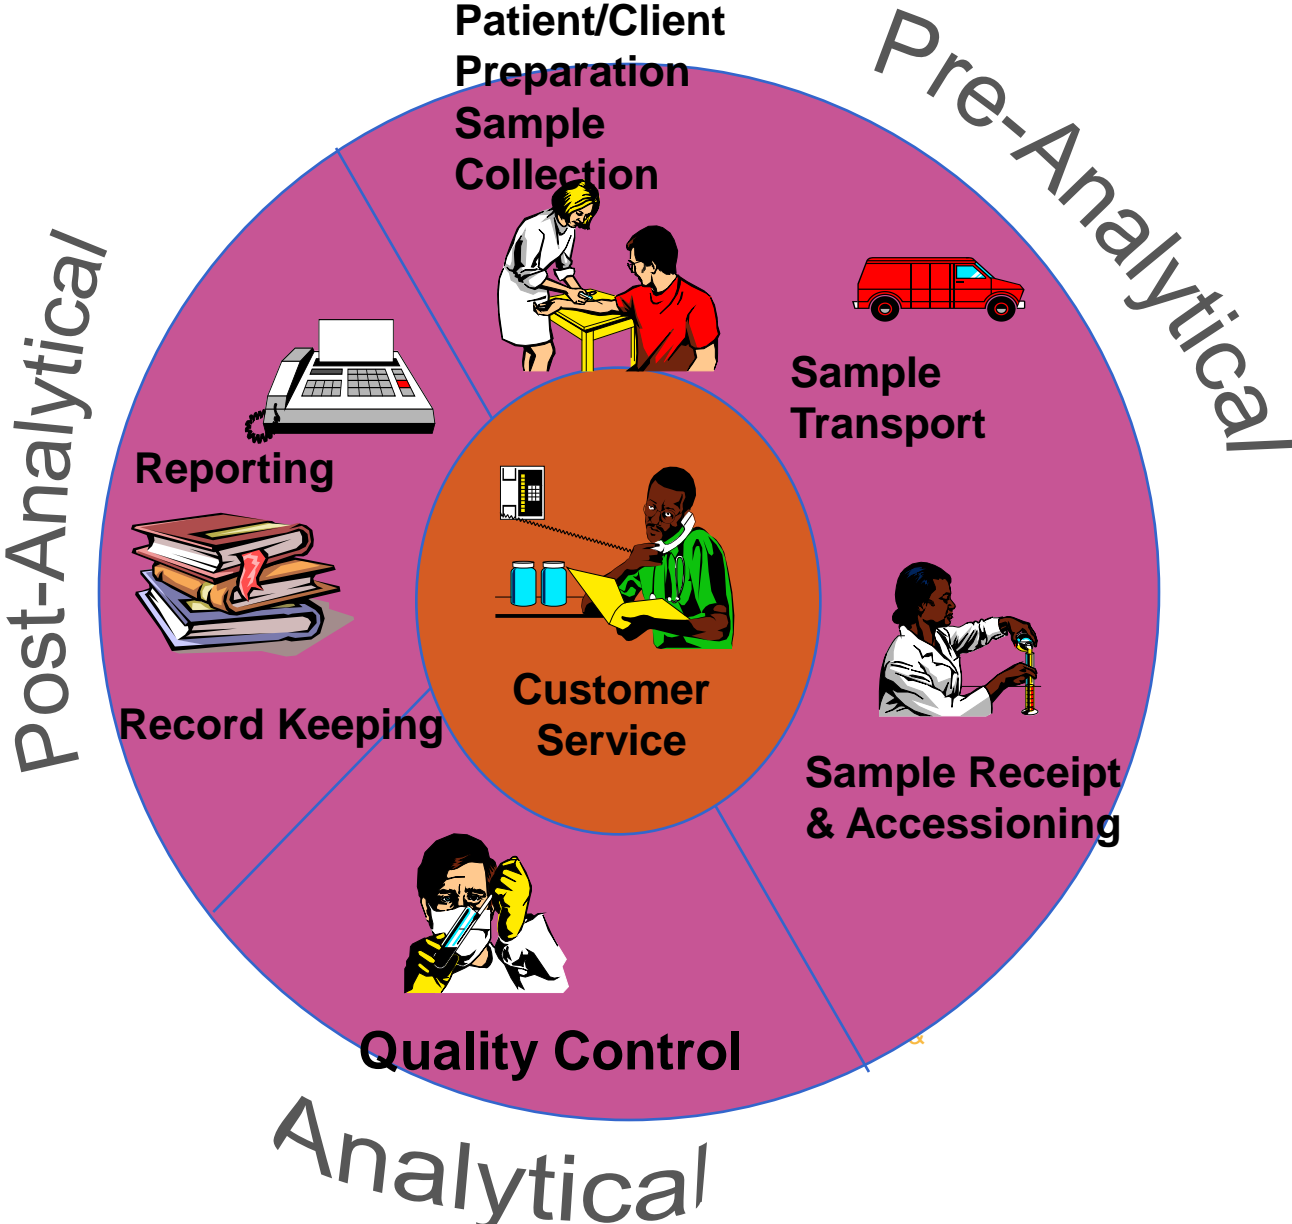 Patient/Client
Preparation
Sample
Collection
Pre-Analytical
Sample
Transport
Sample Receipt
& Accessioning
Customer
Service
Reporting
Record Keeping
Post-Analytical
Quality Control
&
Analytical